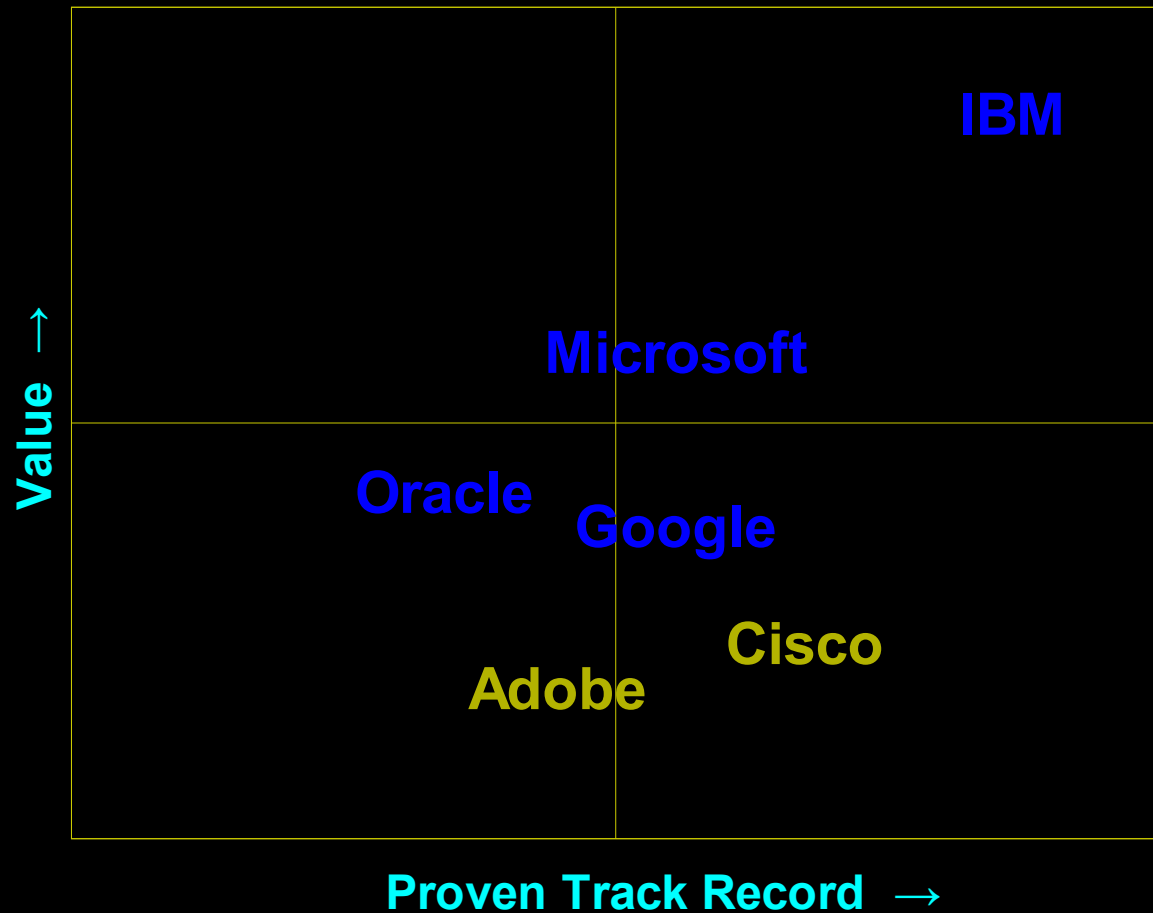 IBM
Microsoft
Value →
Oracle
Google
Cisco
Adobe
Proven Track Record →